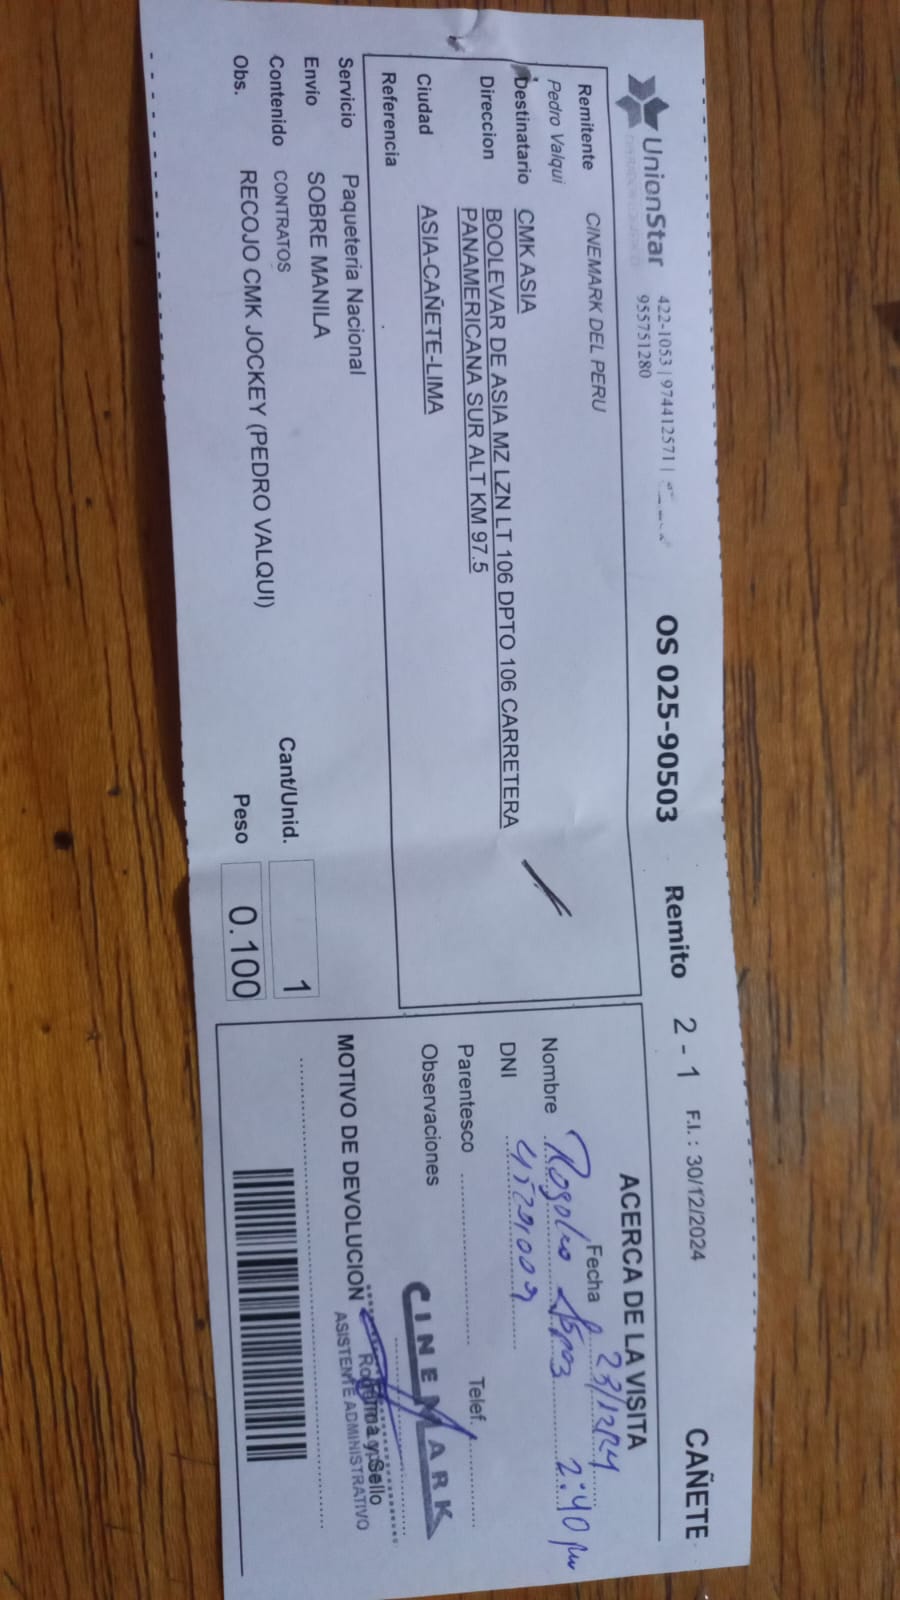 UnionStar
422-1053 | 974412571 |
955751280
OS 025-90503
Remito 2 - 1
F.I. : 30/12/2024
CAÑETE
Remitente CINEMARK DEL PERU
Pedro Valqui
Destinatario CMK ASIA
Direccion BOOLEVAR DE ASIA MZ LZN LT 106 DPTO 106 CARRETERA
PANAMERICANA SUR ALT KM 97.5
Ciudad ASIA-CAÑETE-LIMA
Referencia
Servicio Paqueteria Nacional
Envio SOBRE MANILA
Contenido CONTRATOS
Obs. RECOJO CMK JOCKEY (PEDRO VALQUI)
Cant/Unid. 1
Peso 0.100
ACERCA DE LA VISITA
Fecha
2:40 pm
Nombre
DNI
Parentesco Telef.
Observaciones
CINEMARK
MOTIVO DE DEVOLUCION
Firma y Sello
ASISTENTE ADMINISTRATIVO